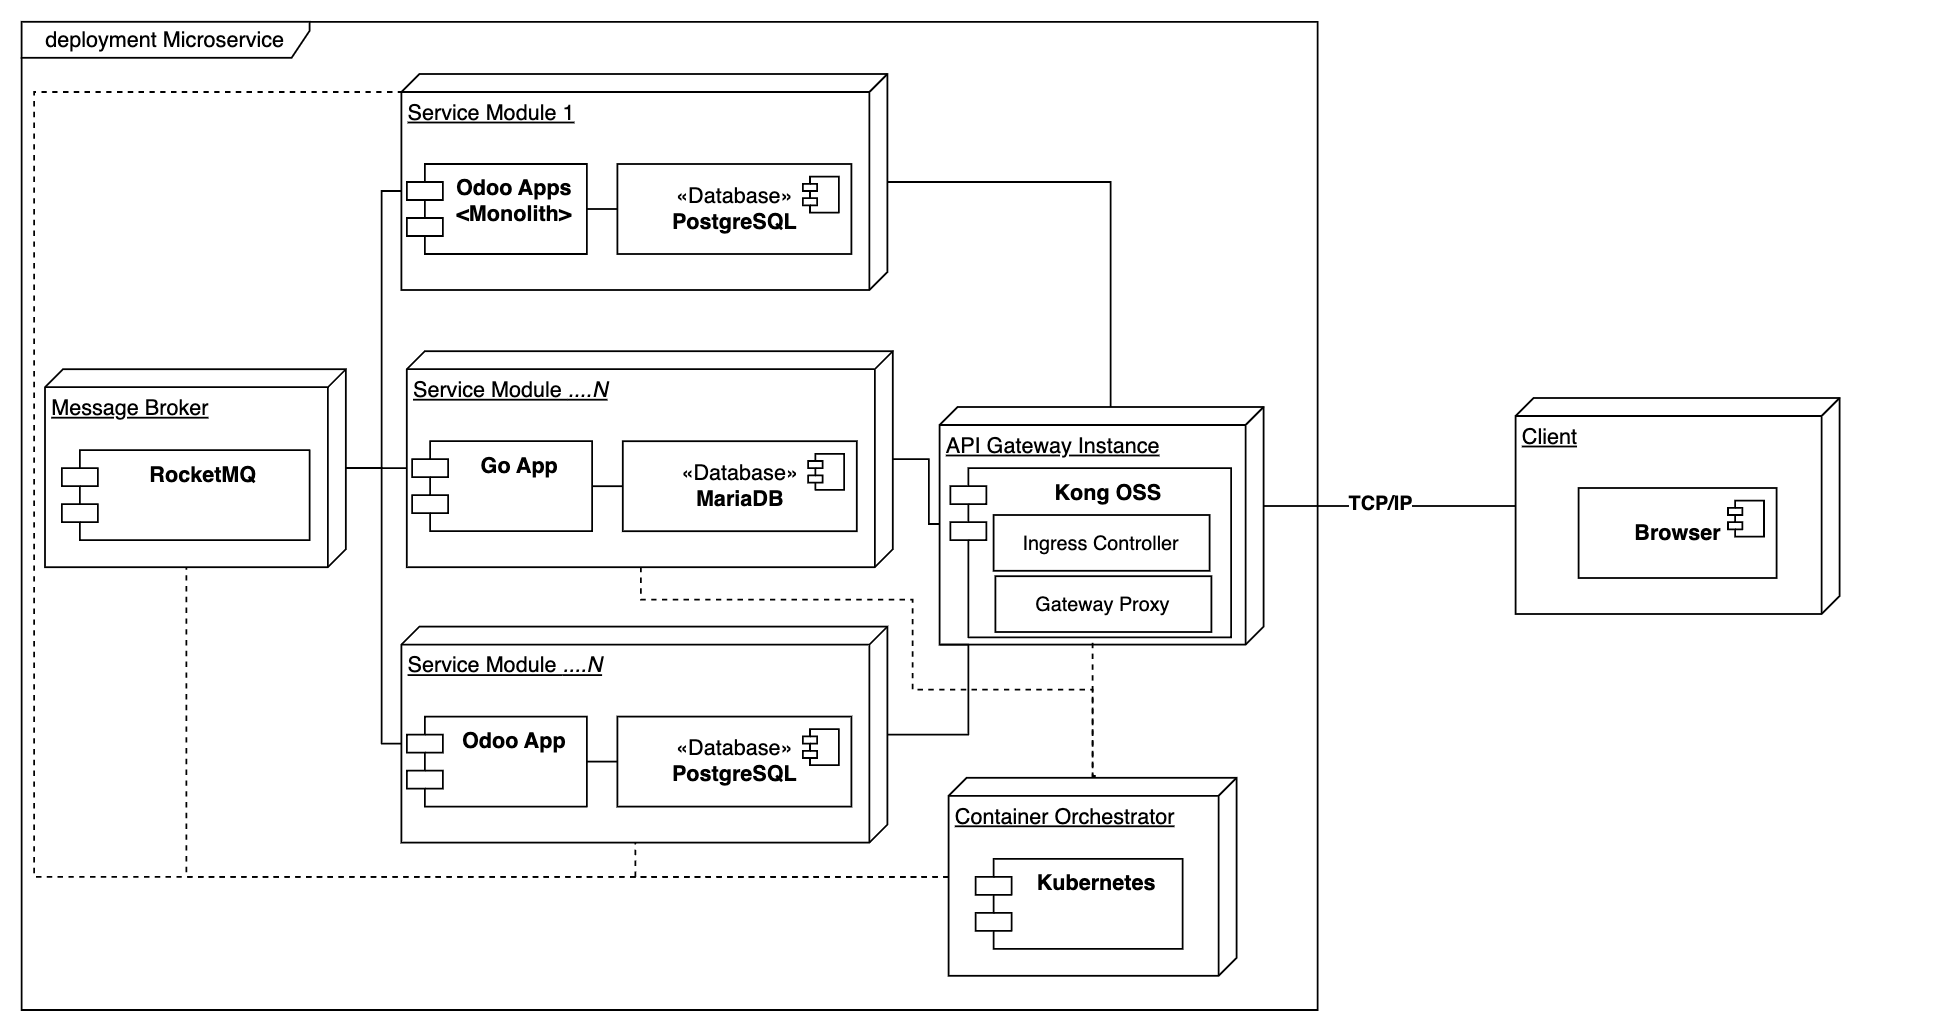 deployment Microservice
Service Module 1
Odoo Apps
<Monolith>
«Database»
PostgreSQL
Message Broker
RocketMQ
Service Module ....N
Go App
«Database»
MariaDB
API Gateway Instance
Kong OSS
Ingress Controller
Gateway Proxy
TCP/IP
Client
Browser
Service Module ....N
Odoo App
«Database»
PostgreSQL
Container Orchestrator
Kubernetes